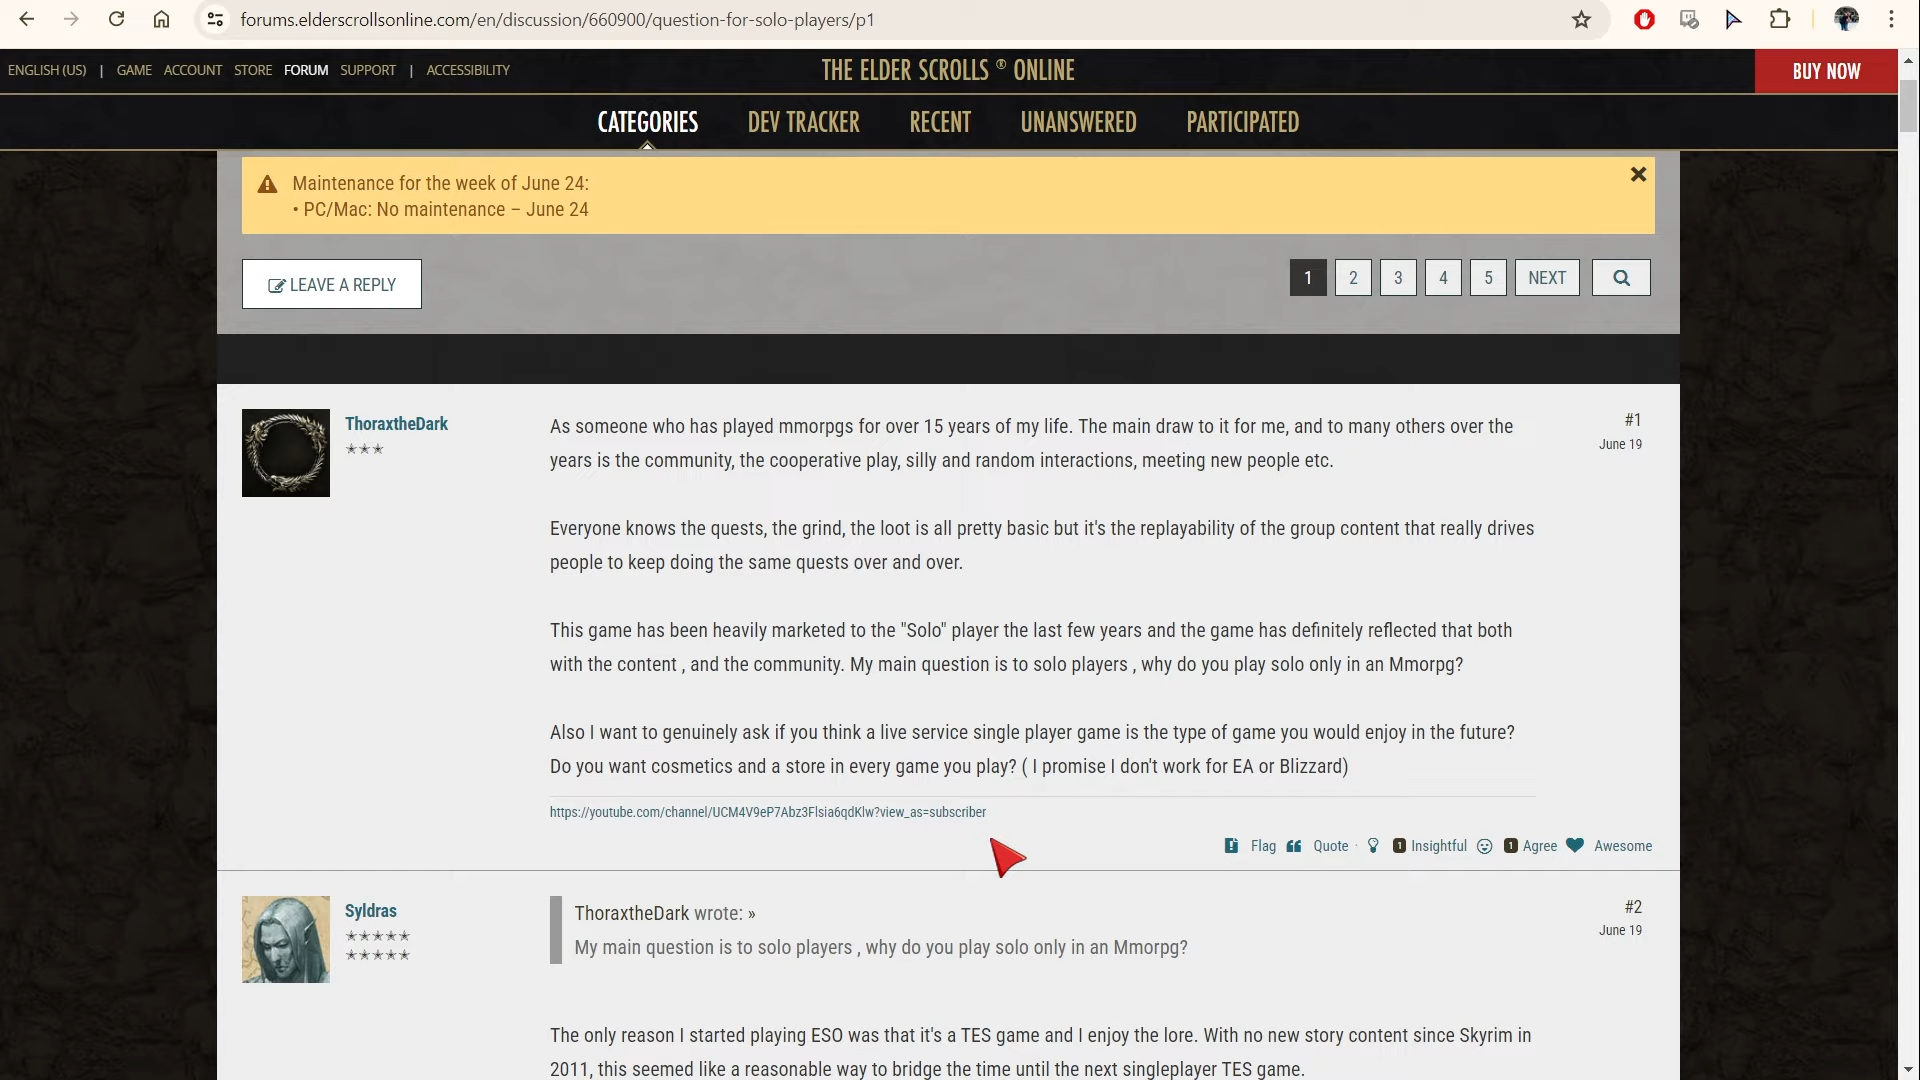 forums.elderscrollsonline.com/en/discussion/660900/question-for-solo-players/p1
ENGLISH (US) | GAME ACCOUNT STORE FORUM SUPPORT | ACCESSIBILITY
THE ELDER SCROLLS ® ONLINE
BUY NOW
CATEGORIES DEV TRACKER RECENT UNANSWERED PARTICIPATED
Maintenance for the week of June 24:
• PC/Mac: No maintenance – June 24
LEAVE A REPLY
1 2 3 4 5 NEXT
ThoraxtheDark
#1
June 19
As someone who has played mmorpgs for over 15 years of my life. The main draw to it for me, and to many others over the
years is the community, the cooperative play, silly and random interactions, meeting new people etc.
Everyone knows the quests, the grind, the loot is all pretty basic but it's the replayability of the group content that really drives
people to keep doing the same quests over and over.
This game has been heavily marketed to the "Solo" player the last few years and the game has definitely reflected that both
with the content , and the community. My main question is to solo players , why do you play solo only in an Mmorpg?
Also I want to genuinely ask if you think a live service single player game is the type of game you would enjoy in the future?
Do you want cosmetics and a store in every game you play? ( I promise I don't work for EA or Blizzard)
https://youtube.com/channel/UCM4V9eP7Abz3Flsia6qdKlw?view_as=subscriber
Flag Quote · 1 Insightful 1 Agree Awesome
Syldras
#2
June 19
ThoraxtheDark wrote: »
My main question is to solo players , why do you play solo only in an Mmorpg?
The only reason I started playing ESO was that it's a TES game and I enjoy the lore. With no new story content since Skyrim in
2011, this seemed like a reasonable way to bridge the time until the next singleplayer TES game.